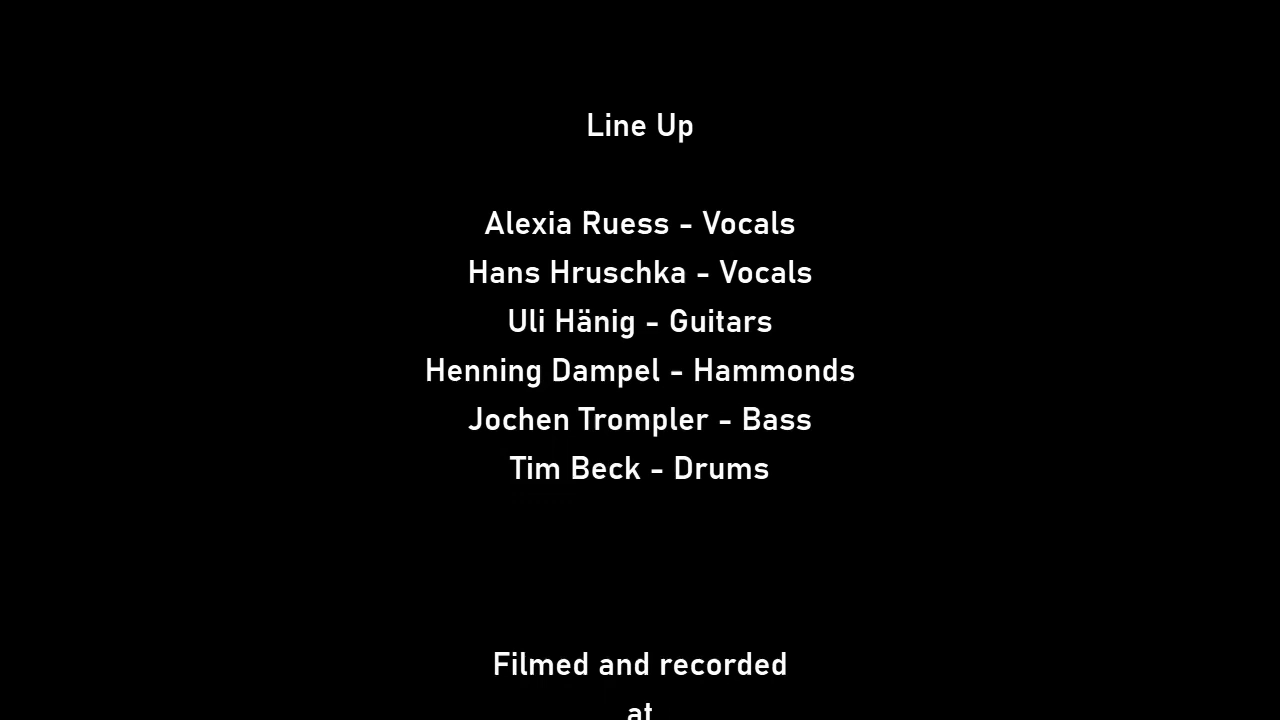 Line Up
Alexia Ruess - Vocals
Hans Hruschka - Vocals
Uli Hänig - Guitars
Henning Dampel - Hammonds
Jochen Trompler - Bass
Tim Beck - Drums
Filmed and recorded
at